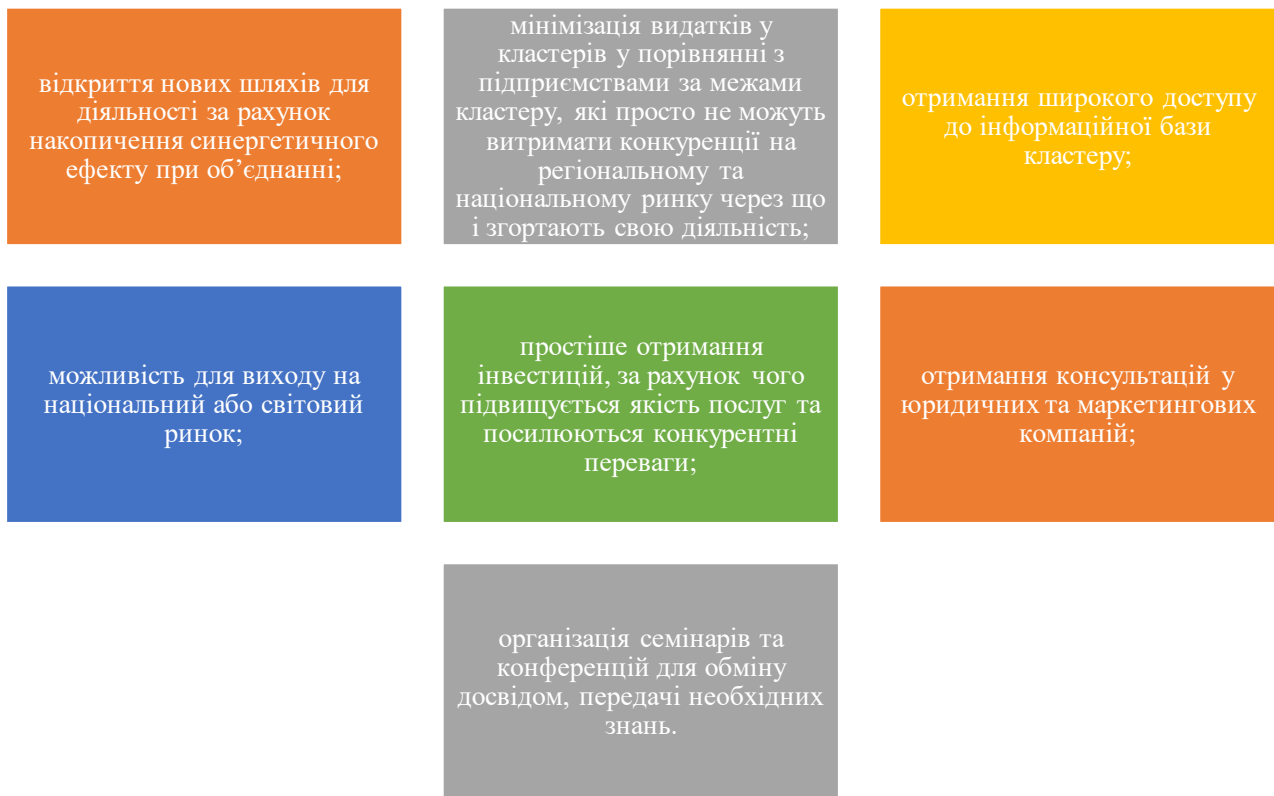 відкриття нових шляхів для
діяльності за рахунок
накопичення синергетичного
ефекту при об’єднанні;
мінімізація видатків у
кластерів у порівнянні з
підприємствами за межами
кластеру, які просто не можуть
витримати конкуренції на
регіональному та
національному ринку через що
і згортають свою діяльність;
отримання широкого доступу
до інформаційної бази
кластеру;
можливість для виходу на
національний або світовий
ринок;
простіше отримання
інвестицій, за рахунок чого
підвищується якість послуг та
посилюються конкурентні
переваги;
отримання консультацій у
юридичних та маркетингових
компаній;
організація семінарів та
конференцій для обміну
досвідом, передачі необхідних
знань.